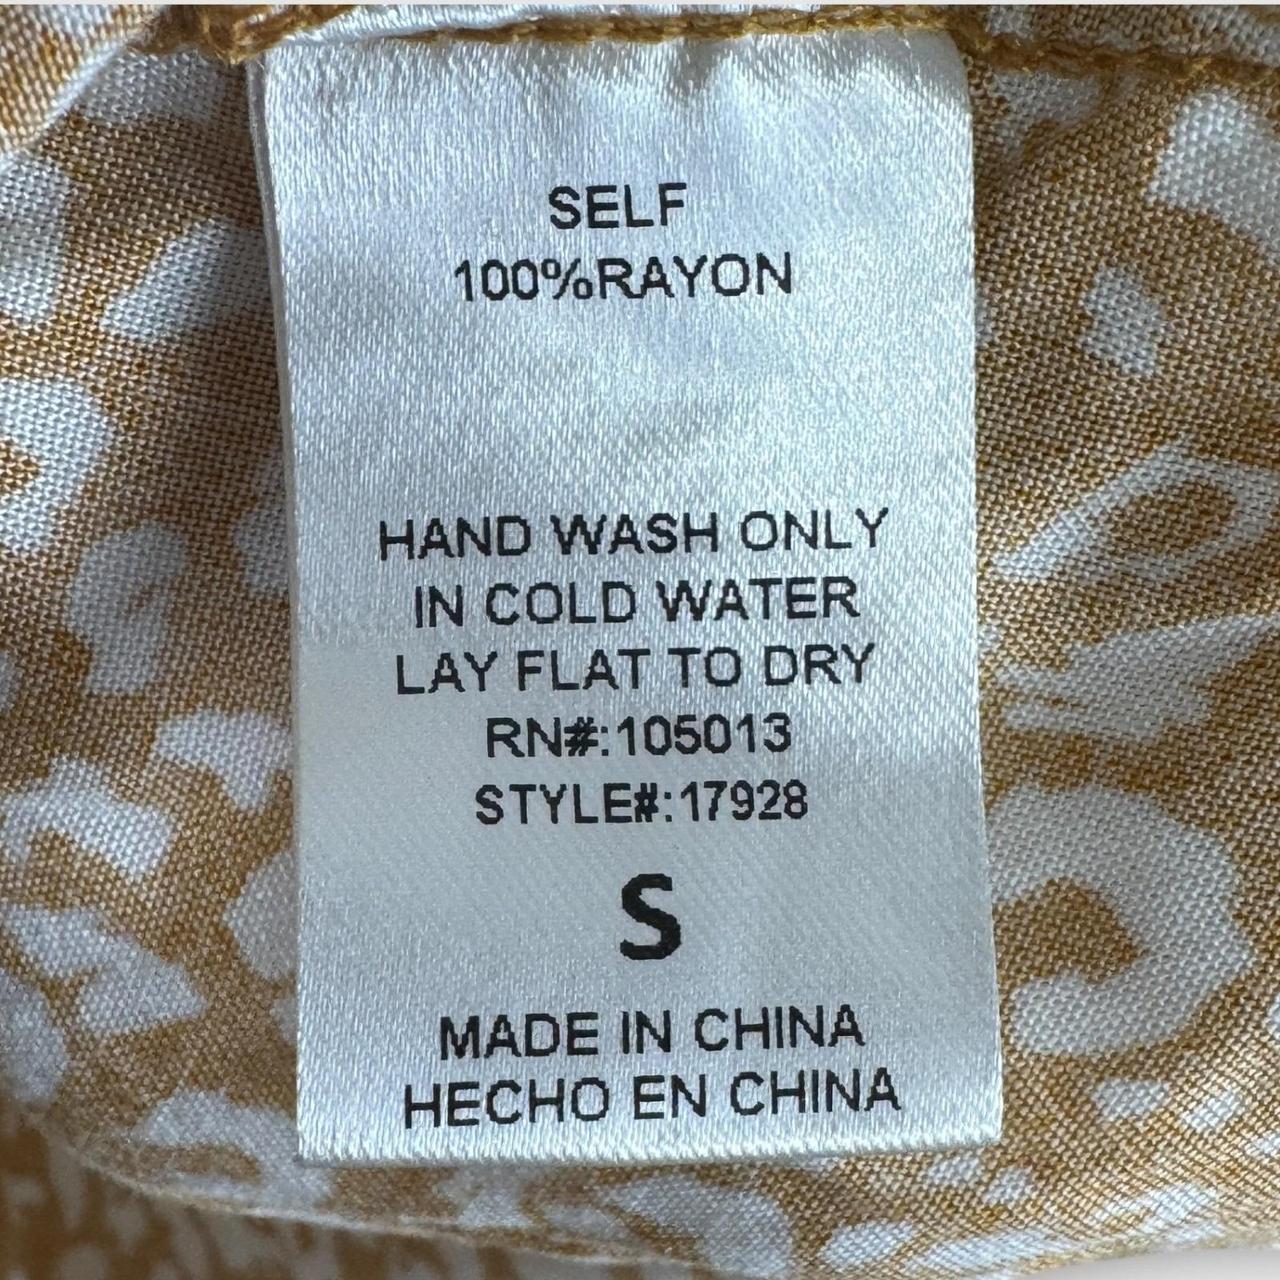 SELF
100%RAYON
HAND WASH ONLY
IN COLD WATER
LAY FLAT TO DRY
RN#:105013
STYLE#:17928
S
MADE IN CHINA
HECHO EN CHINA